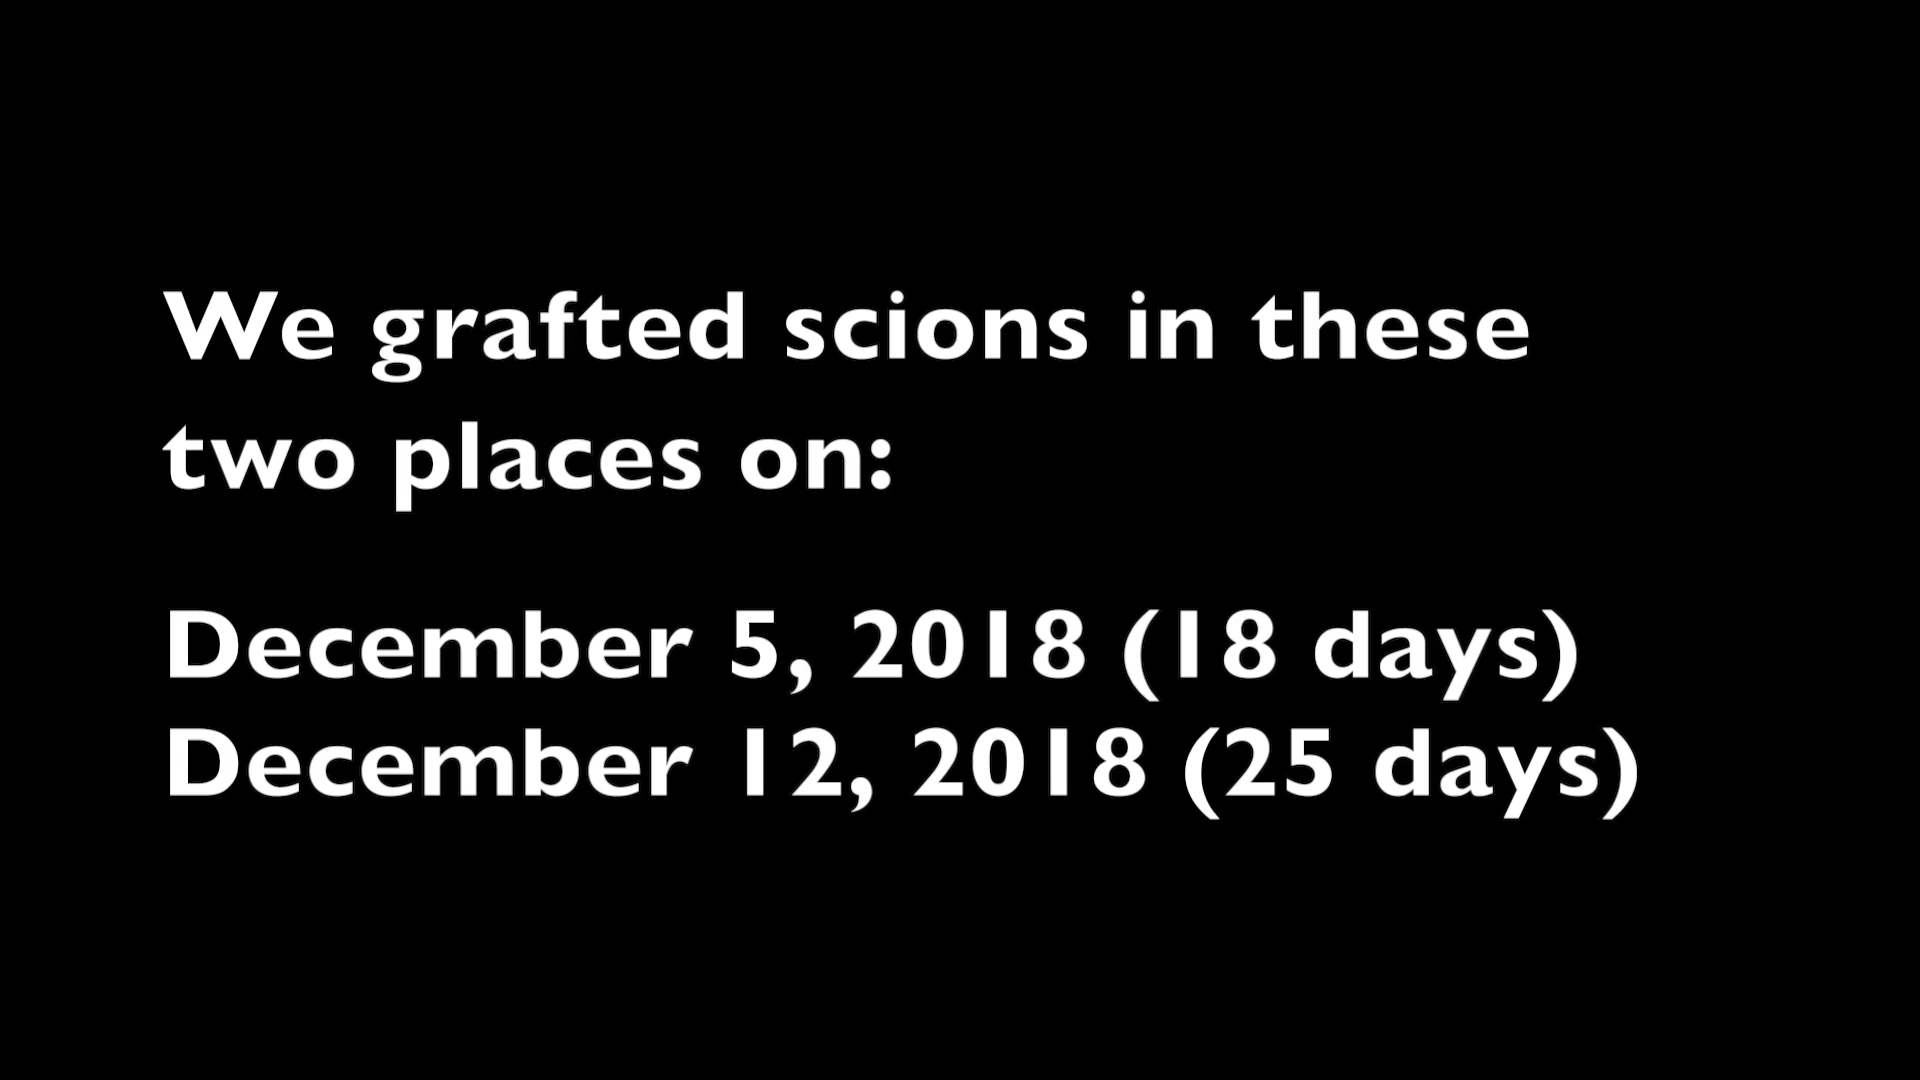 We grafted scions in these
two places on:
December 5, 2018 (18 days)
December 12, 2018 (25 days)